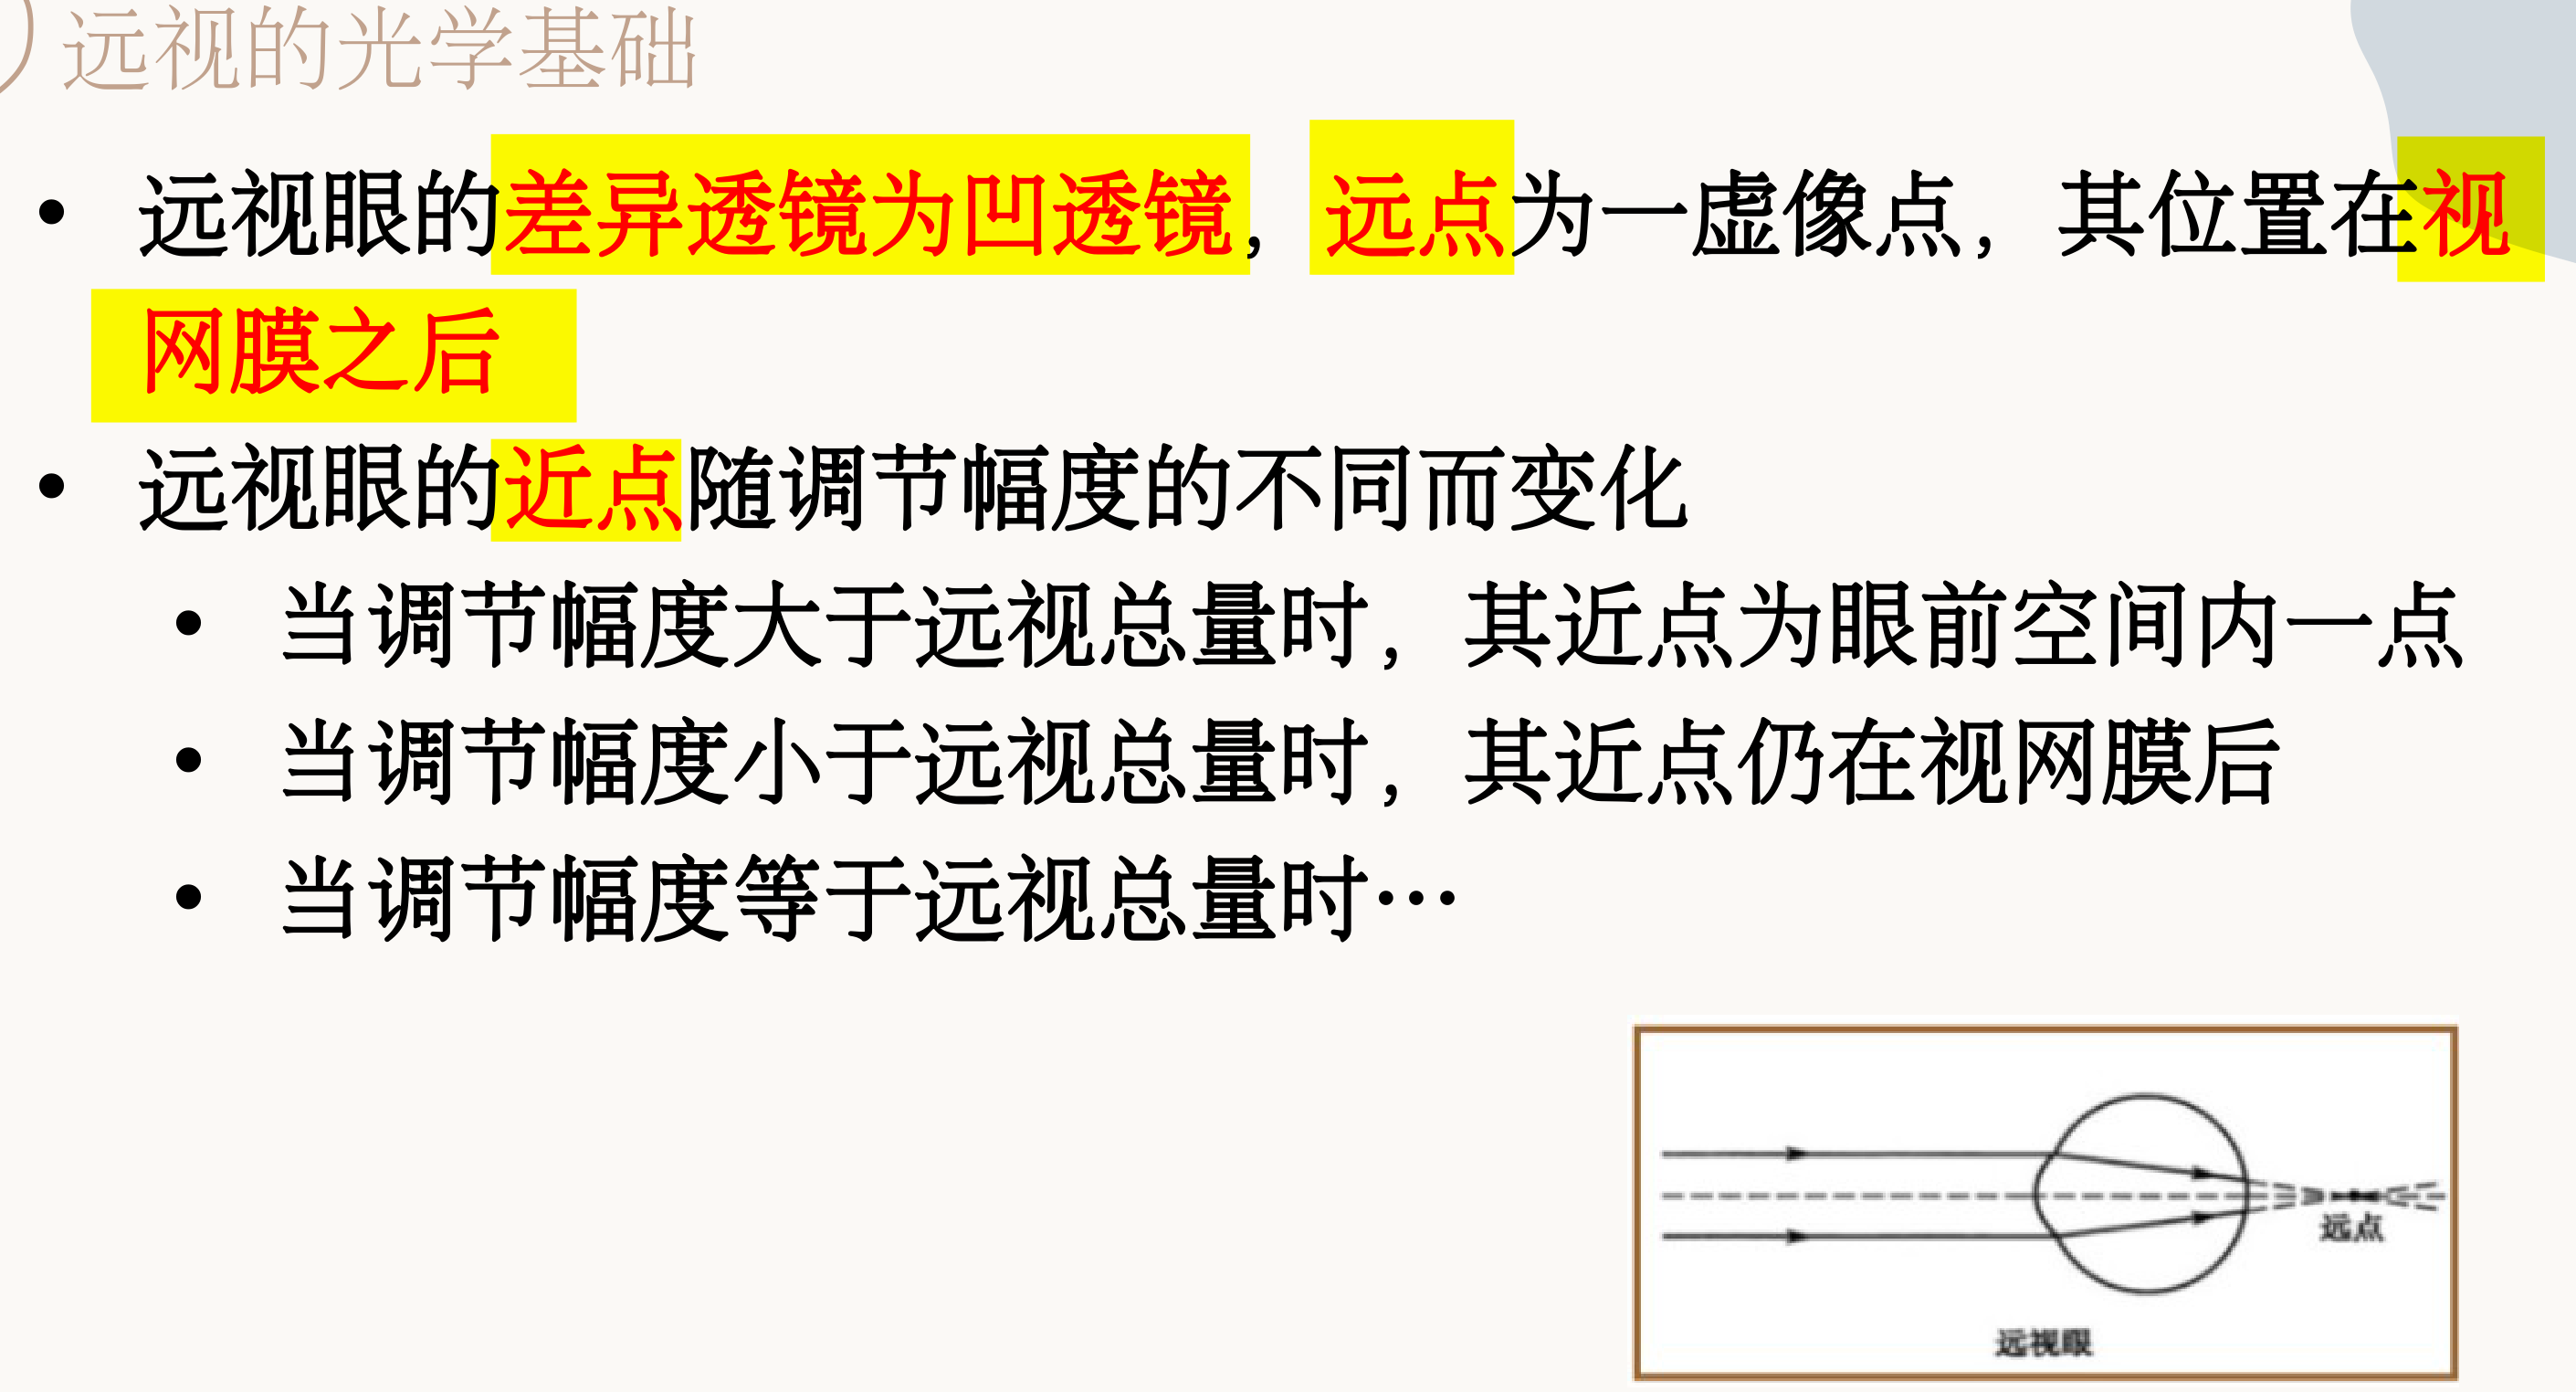 远视的光学基础
• 远视眼的差异透镜为凹透镜，远点为一虚像点，其位置在视
网膜之后
• 远视眼的近点随调节幅度的不同而变化
• 当调节幅度大于远视总量时，其近点为眼前空间内一点
• 当调节幅度小于远视总量时，其近点仍在视网膜后
• 当调节幅度等于远视总量时…
远点
远视眼